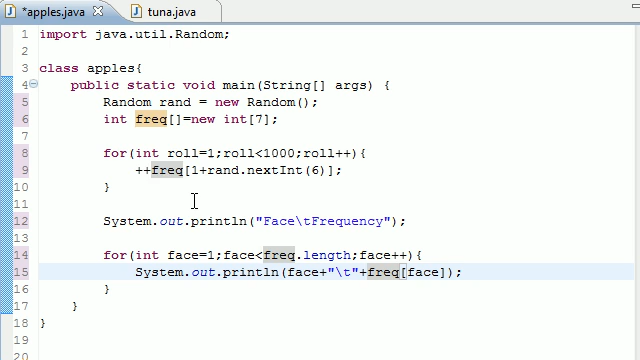 *apples.java tuna.java
1 import java.util.Random;
2
3 class apples{
4 public static void main(String[] args) {
5 Random rand = new Random();
6 int freq[]=new int[7];
7
8 for(int roll=1;roll<1000;roll++){
9 ++freq[1+rand.nextInt(6)];
10 }
11
12 System.out.println("Face\tFrequency");
13
14 for(int face=1;face<freq.length;face++){
15 System.out.println(face+"\t"+freq[face]);
16 }
17 }
18 }
19
20